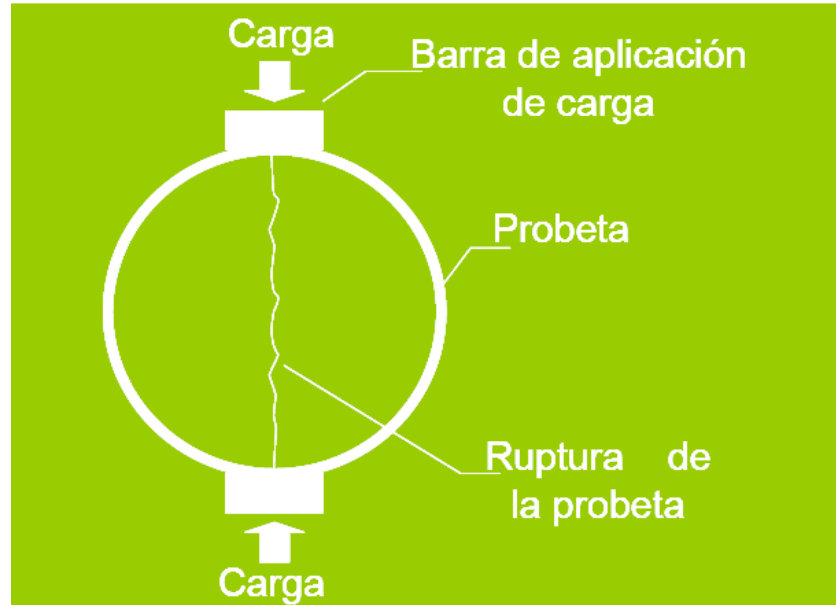 Carga
Barra de aplicación
de carga
Probeta
Ruptura de
la probeta
Carga